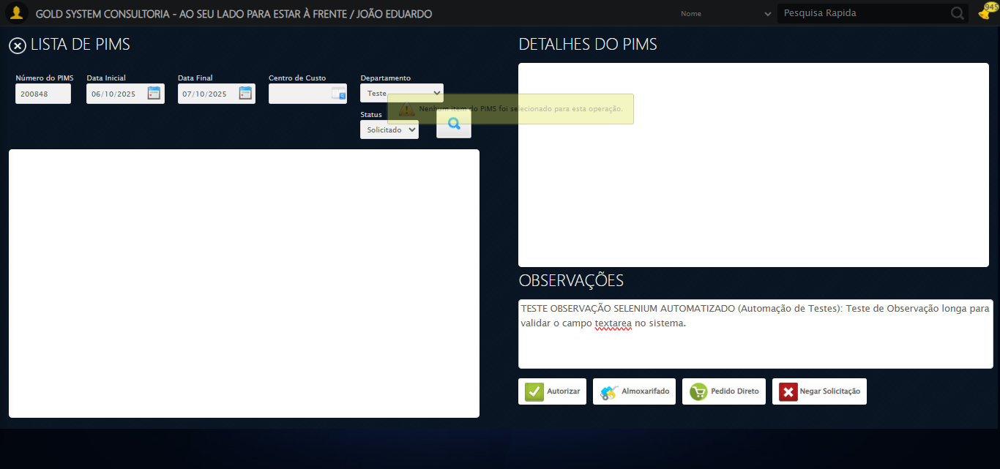 GOLD SYSTEM CONSULTORIA - AO SEU LADO PARA ESTAR À FRENTE / JOÃO EDUARDO
Nome
Pesquisa Rapida
945
LISTA DE PIMS
Número do PIMS
Data Inicial
Data Final
Centro de Custo
Departamento
200848
06/10/2025
07/10/2025
Teste
Nenhum item do PIMS foi selecionado para esta operação.
Status
Solicitado
DETALHES DO PIMS
OBSERVAÇÕES
TESTE OBSERVAÇÃO SELENIUM AUTOMATIZADO (Automação de Testes): Teste de Observação longa para
validar o campo textarea no sistema.
Autorizar
Almoxarifado
Pedido Direto
Negar Solicitação